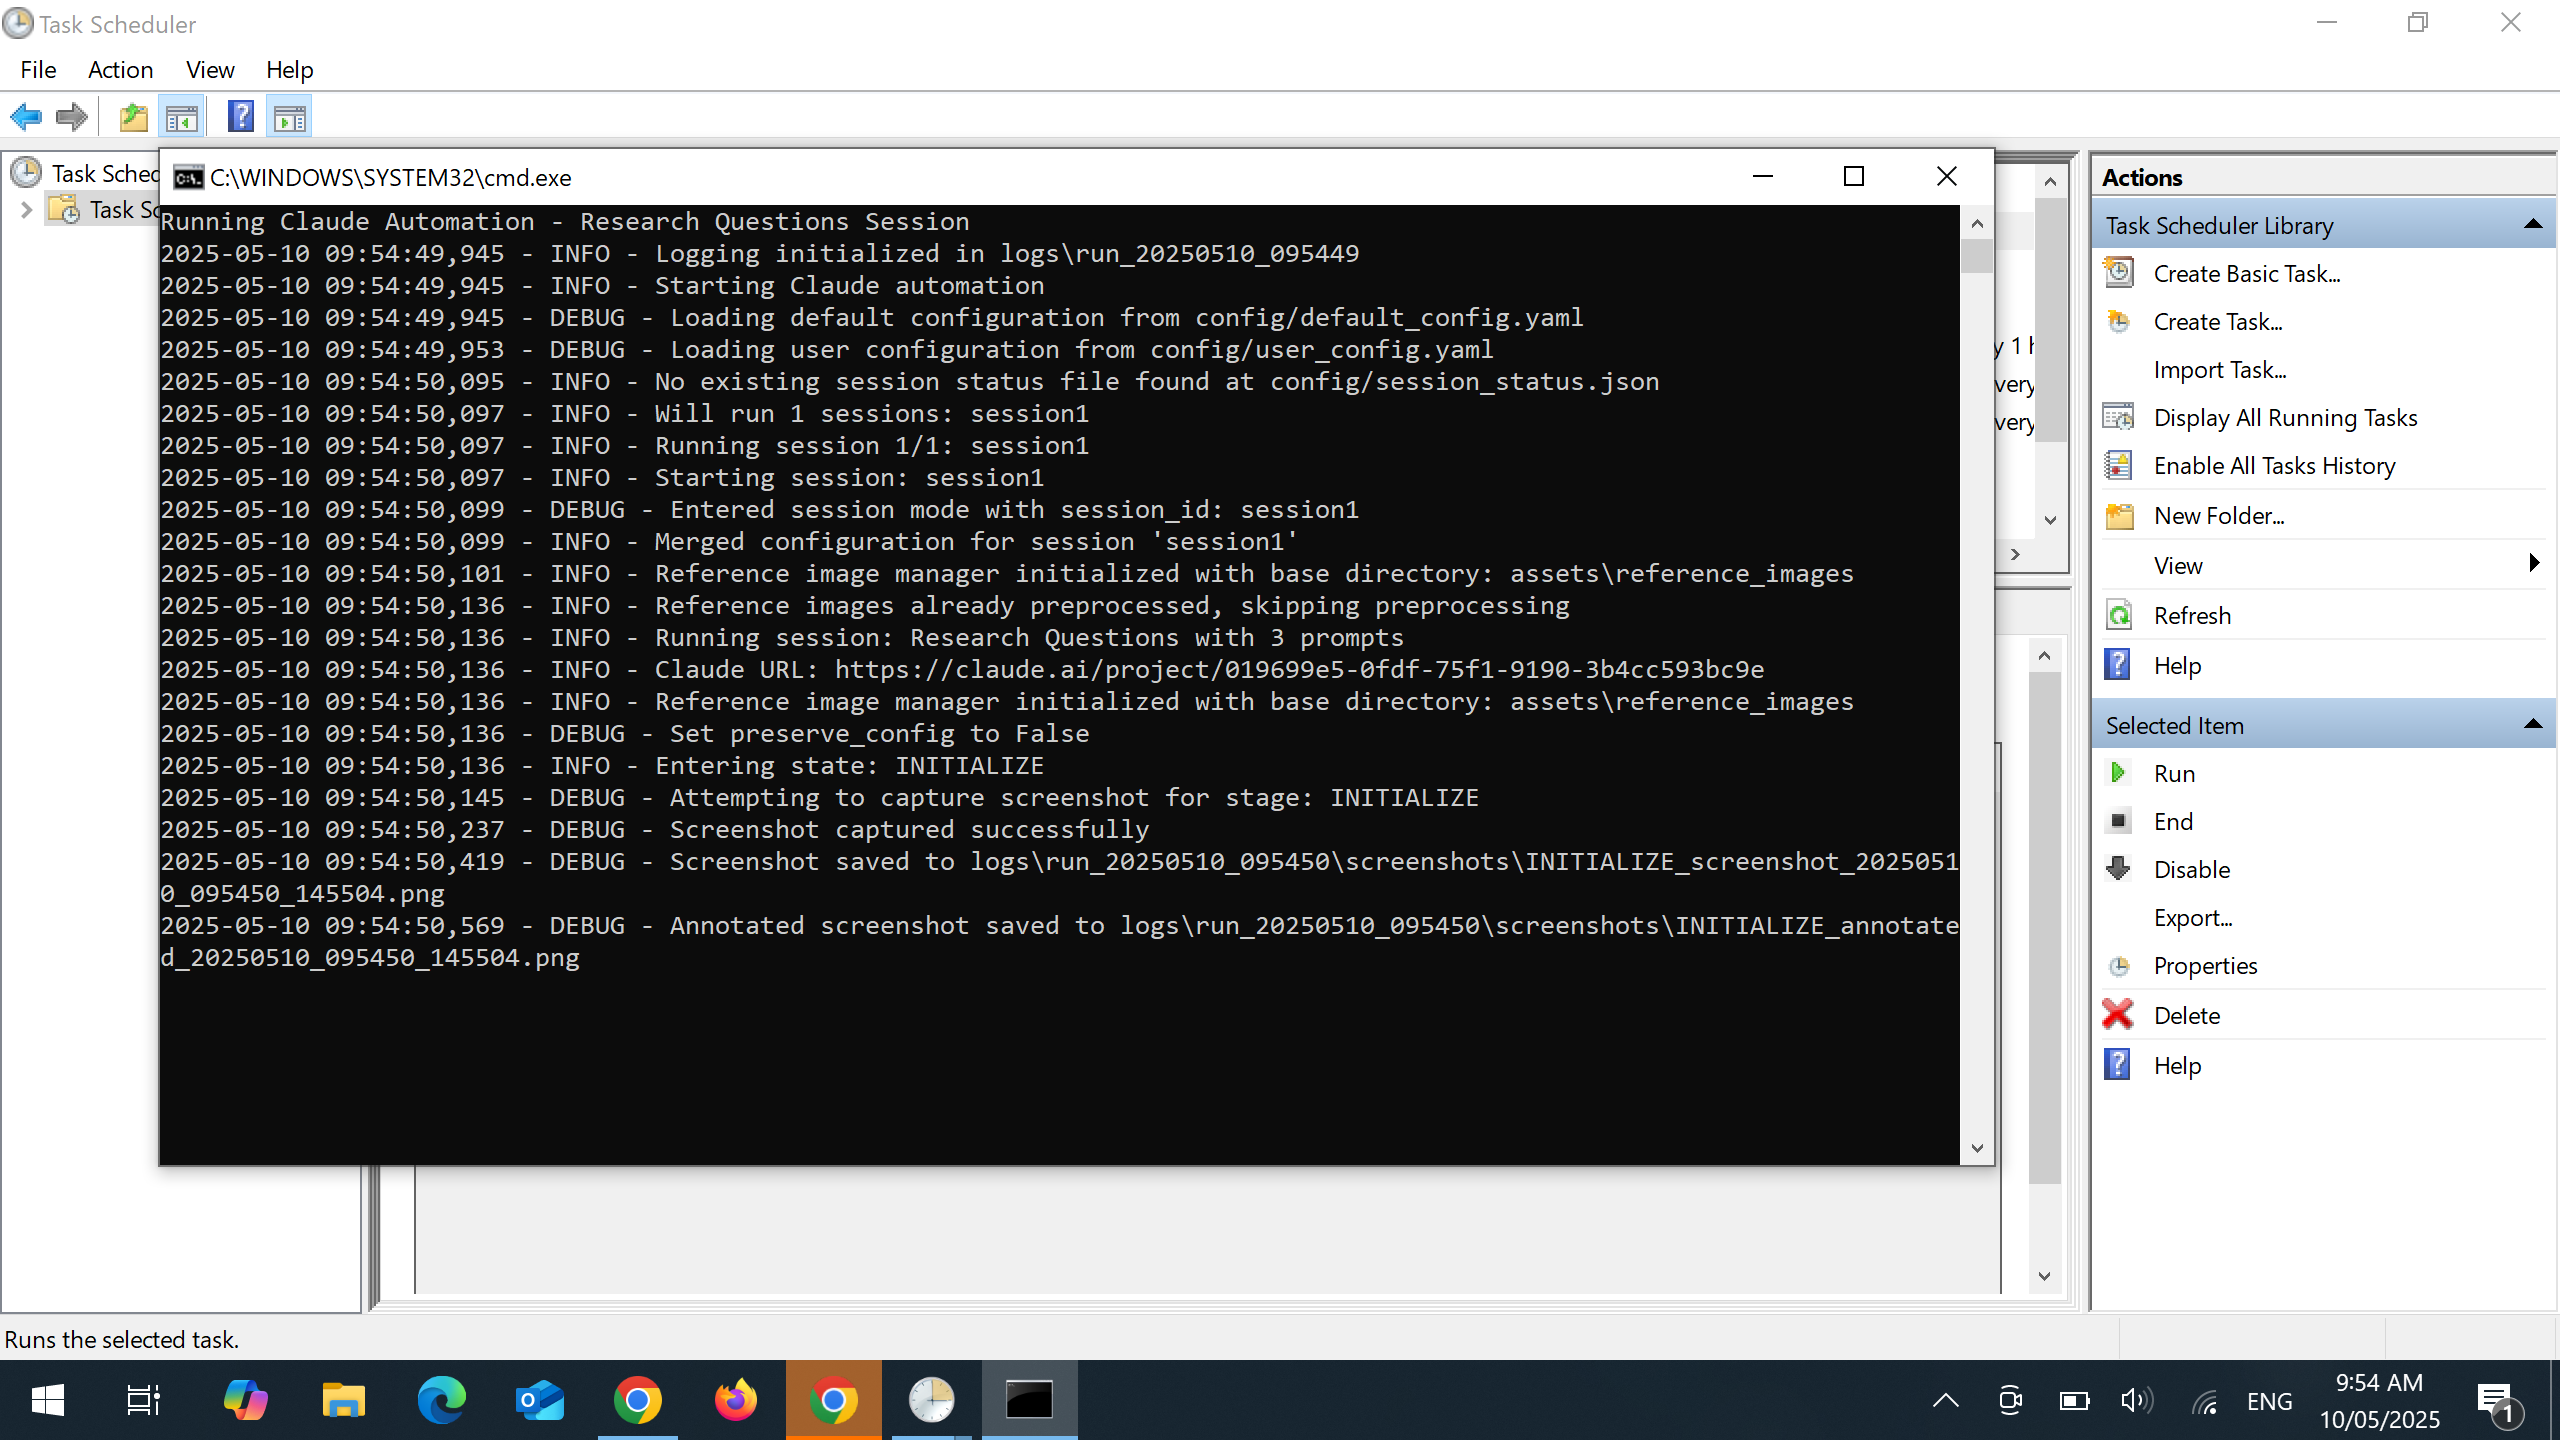 Task Scheduler
File Action View Help
Task Sched
Task Sc
C:\WINDOWS\SYSTEM32\cmd.exe
Running Claude Automation - Research Questions Session
2025-05-10 09:54:49,945 - INFO - Logging initialized in logs\run_20250510_095449
2025-05-10 09:54:49,945 - INFO - Starting Claude automation
2025-05-10 09:54:49,945 - DEBUG - Loading default configuration from config/default_config.yaml
2025-05-10 09:54:49,953 - DEBUG - Loading user configuration from config/user_config.yaml
2025-05-10 09:54:50,095 - INFO - No existing session status file found at config/session_status.json
2025-05-10 09:54:50,097 - INFO - Will run 1 sessions: session1
2025-05-10 09:54:50,097 - INFO - Running session 1/1: session1
2025-05-10 09:54:50,097 - INFO - Starting session: session1
2025-05-10 09:54:50,099 - DEBUG - Entered session mode with session_id: session1
2025-05-10 09:54:50,099 - INFO - Merged configuration for session 'session1'
2025-05-10 09:54:50,101 - INFO - Reference image manager initialized with base directory: assets\reference_images
2025-05-10 09:54:50,136 - INFO - Reference images already preprocessed, skipping preprocessing
2025-05-10 09:54:50,136 - INFO - Running session: Research Questions with 3 prompts
2025-05-10 09:54:50,136 - INFO - Claude URL: https://claude.ai/project/019699e5-0fdf-75f1-9190-3b4cc593bc9e
2025-05-10 09:54:50,136 - INFO - Reference image manager initialized with base directory: assets\reference_images
2025-05-10 09:54:50,136 - DEBUG - Set preserve_config to False
2025-05-10 09:54:50,136 - INFO - Entering state: INITIALIZE
2025-05-10 09:54:50,145 - DEBUG - Attempting to capture screenshot for stage: INITIALIZE
2025-05-10 09:54:50,237 - DEBUG - Screenshot captured successfully
2025-05-10 09:54:50,419 - DEBUG - Screenshot saved to logs\run_20250510_095450\screenshots\INITIALIZE_screenshot_2025051
0_095450_145504.png
2025-05-10 09:54:50,569 - DEBUG - Annotated screenshot saved to logs\run_20250510_095450\screenshots\INITIALIZE_annotate
d_20250510_095450_145504.png
y 1 h
very
very
Actions
Task Scheduler Library
Create Basic Task...
Create Task...
Import Task...
Display All Running Tasks
Enable All Tasks History
New Folder...
View
Refresh
Help
Selected Item
Run
End
Disable
Export...
Properties
Delete
Help
Runs the selected task.
ENG
9:54 AM
10/05/2025
1